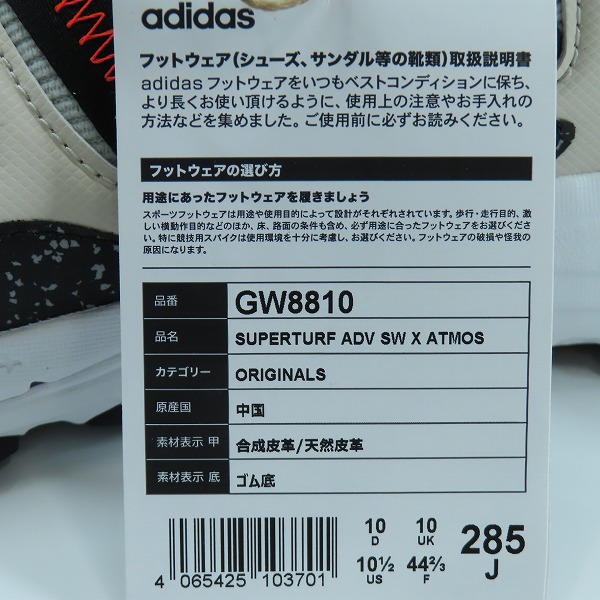 adidas
フットウェア(シューズ、サンダル等の靴類)取扱説明書
adidasフットウェアをいつもベストコンディションに保ち、
より長くお使い頂けるように、使用上の注意やお手入れの
方法などを集めました。ご使用前に必ずお読みください。
フットウェアの選び方
用途にあったフットウェアを履きましょう
スポーツフットウェアは用途や使用目的によって設計がそれぞれされています。歩行・走行目的、激
しい横動作目的などのほか、床、路面の条件も含め、必ず用途に合ったフットウェアをお選びくださ
い。特に競技用スパイクは使用環境を十分に考慮し、お選びください。フットウェアの破損や怪我の
原因になります。
品番 GW8810
品名 SUPERTURF ADV SW X ATMOS
カテゴリー ORIGINALS
原産国 中国
素材表示 甲 合成皮革/天然皮革
素材表示 底 ゴム底
10 10 285
D UK J
10½ 44⅔
US F
4 065425 103701